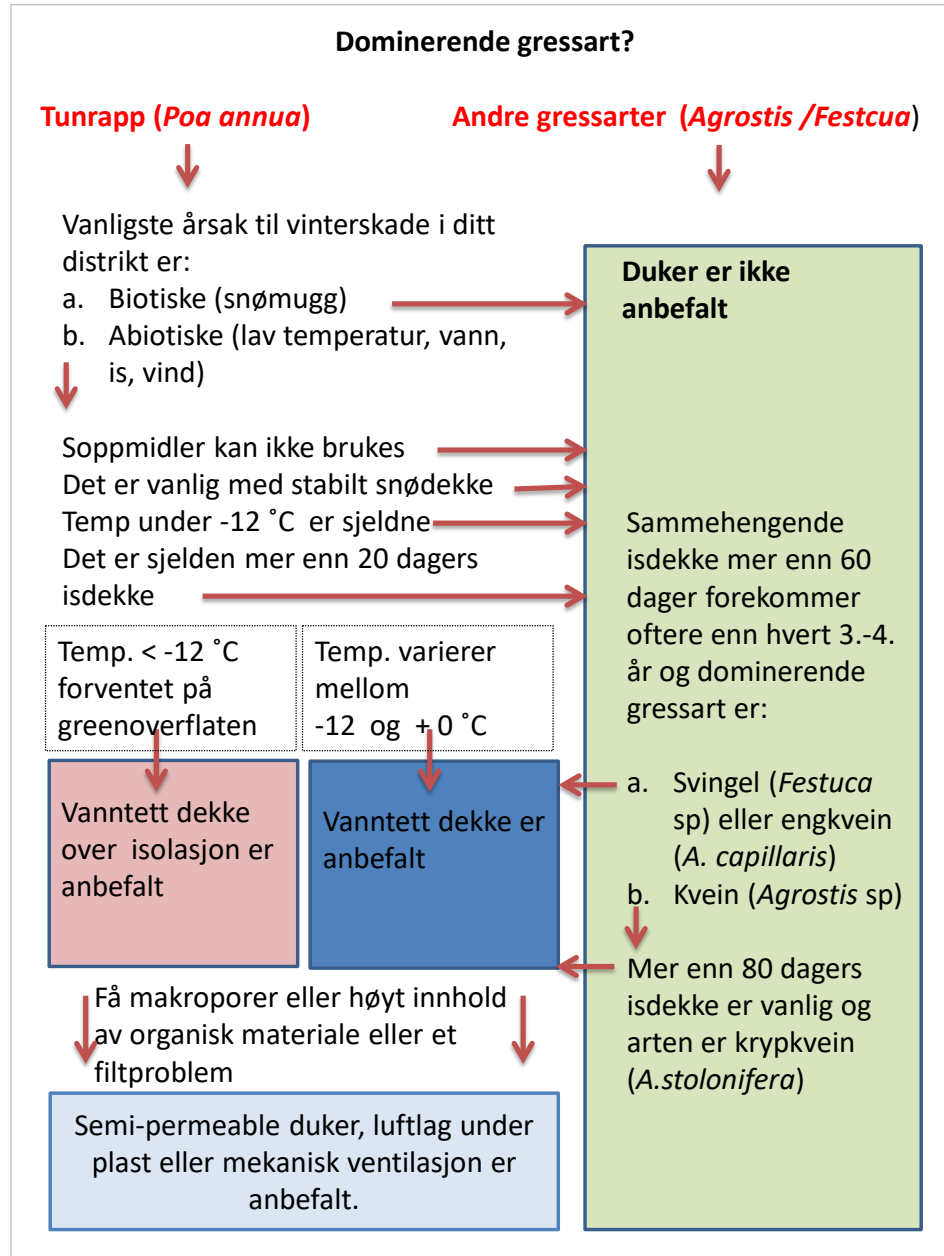 Dominerende gressart?
Tunrapp (Poa annua)
Andre gressarter (Agrostis /Festcua)
Vanligste årsak til vinterskade i ditt
distrikt er:
a. Biotiske (snømugg)
b. Abiotiske (lav temperatur, vann,
is, vind)
Soppmidler kan ikke brukes
Det er vanlig med stabilt snødekke
Temp under -12 ˚C er sjeldne
Det er sjelden mer enn 20 dagers
isdekke
Temp. < -12 ˚C
forventet på
greenoverflaten
Temp. varierer
mellom
-12 og + 0 ˚C
Vanntett dekke
over isolasjon er
anbefalt
Vanntett dekke er
anbefalt
Få makroporer eller høyt innhold
av organisk materiale eller et
filtproblem
Semi-permeable duker, luftlag under
plast eller mekanisk ventilasjon er
anbefalt.
Duker er ikke
anbefalt
Sammehengende
isdekke mer enn 60
dager forekommer
oftere enn hvert 3.-4.
år og dominerende
gressart er:
a. Svingel (Festuca
sp) eller engkvein
(A. capillaris)
b. Kvein (Agrostis sp)
Mer enn 80 dagers
isdekke er vanlig og
arten er krypkvein
(A.stolonifera)